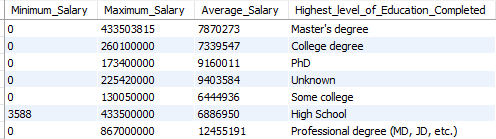 Minimum_Salary Maximum_Salary Average_Salary Highest_level_of_Education_Completed
0 433503815 7870273 Master's degree
0 260100000 7339547 College degree
0 173400000 9160011 PhD
0 225420000 9403584 Unknown
0 130050000 6444936 Some college
3588 433500000 6886950 High School
0 867000000 12455191 Professional degree (MD, JD, etc.)